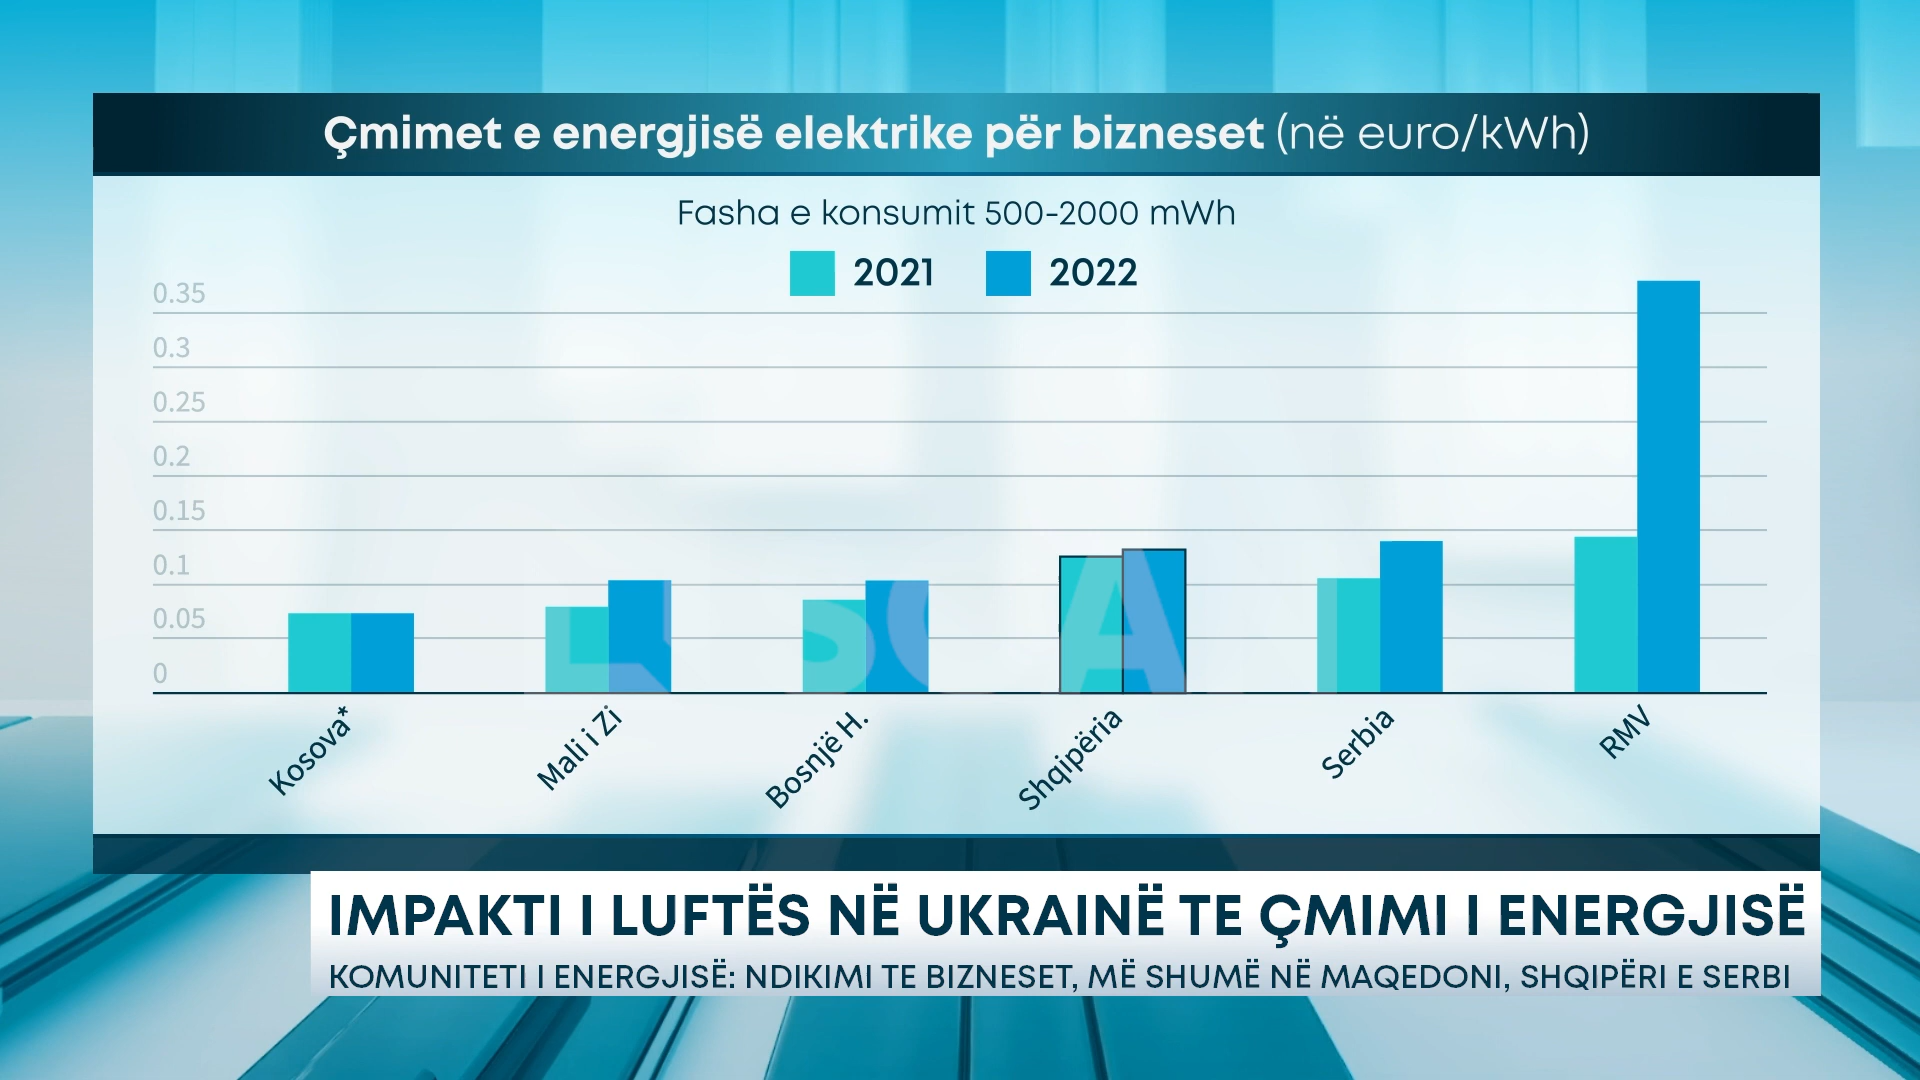 Çmimet e energjisë elektrike për bizneset (në euro/kWh)
Fasha e konsumit 500-2000 mWh
2021 2022
0.35
0.3
0.25
0.2
0.15
0.1
0.05
0
Kosova* Mali i Zi Bosnjë H. Shqipëria Serbia RMV
IMPAKTI I LUFTËS NË UKRAINË TE ÇMIMI I ENERGJISË
KOMUNITETI I ENERGJISË: NDIKIMI TE BIZNESET, MË SHUMË NË MAQEDONI, SHQIPËRI E SERBI